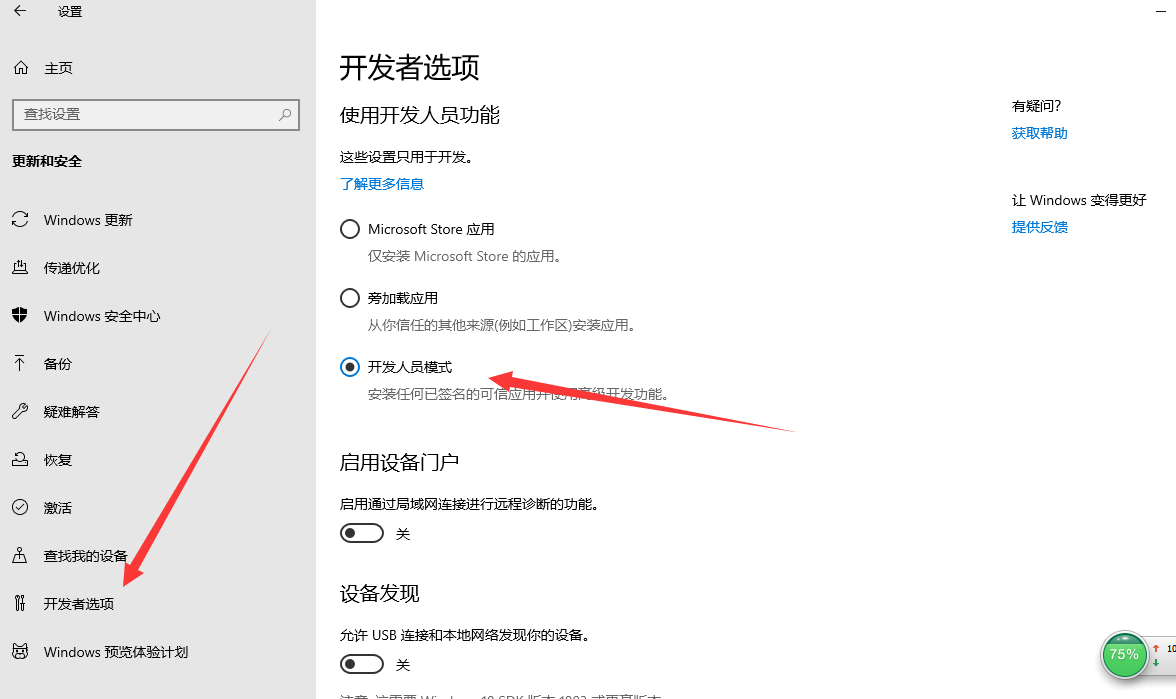 设置
主页
查找设置
更新和安全
Windows 更新
传递优化
Windows 安全中心
备份
疑难解答
恢复
激活
查找我的设备
开发者选项
Windows 预览体验计划
开发者选项
使用开发人员功能
这些设置只用于开发。
了解更多信息
Microsoft Store 应用
仅安装 Microsoft Store 的应用。
旁加载应用
从你信任的其他来源(例如工作区)安装应用。
开发人员模式
安装任何已签名的可信应用并使用高级开发功能。
启用设备门户
启用通过局域网连接进行远程诊断的功能。
关
设备发现
允许 USB 连接和本地网络发现你的设备。
关
有疑问?
获取帮助
让 Windows 变得更好
提供反馈
75%